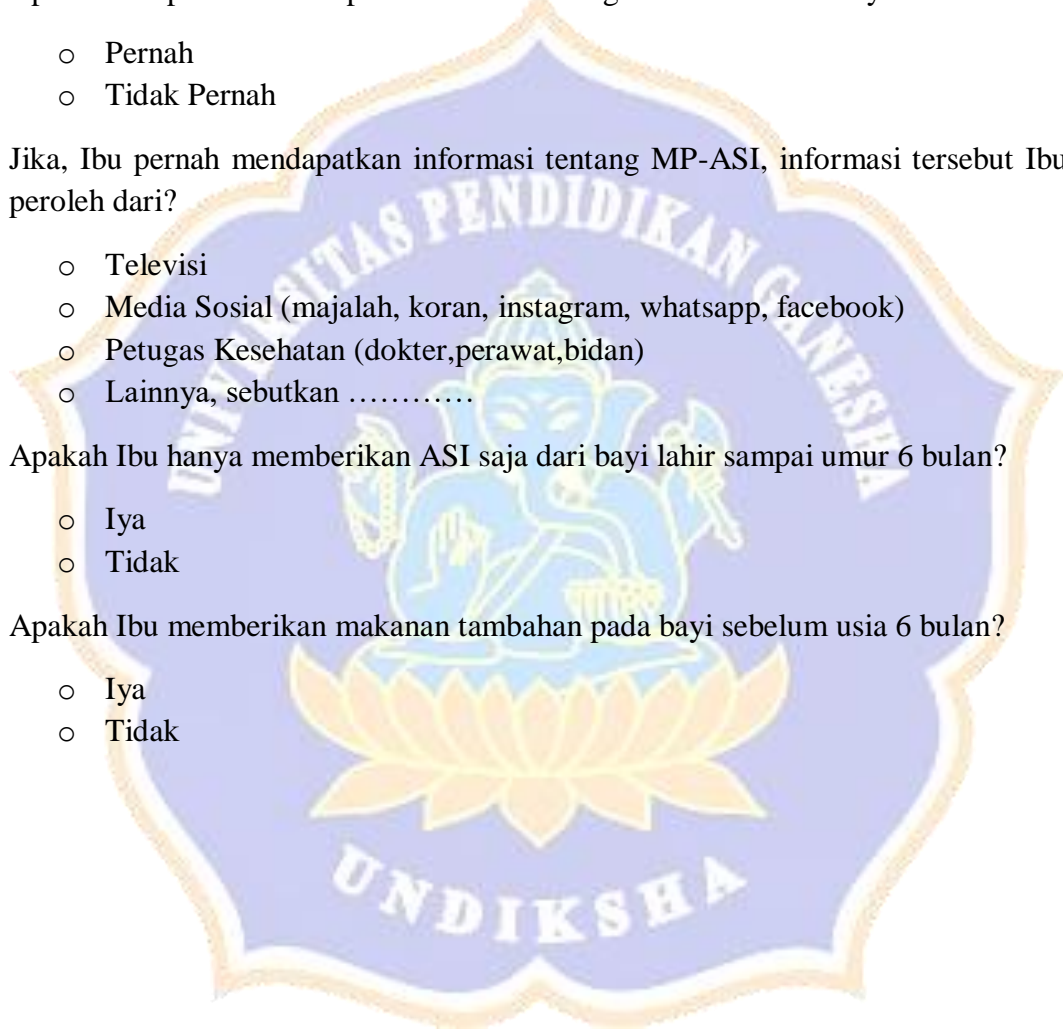 Pernah
Tidak Pernah
Jika, Ibu pernah mendapatkan informasi tentang MP-ASI, informasi tersebut Ibu
peroleh dari?
Televisi
Media Sosial (majalah, koran, instagram, whatsapp, facebook)
Petugas Kesehatan (dokter,perawat,bidan)
Lainnya, sebutkan …………
Apakah Ibu hanya memberikan ASI saja dari bayi lahir sampai umur 6 bulan?
Iya
Tidak
Apakah Ibu memberikan makanan tambahan pada bayi sebelum usia 6 bulan?
Iya
Tidak
UNIVERSITAS PENDIDIKAN GANESHA
UNDIKSHA